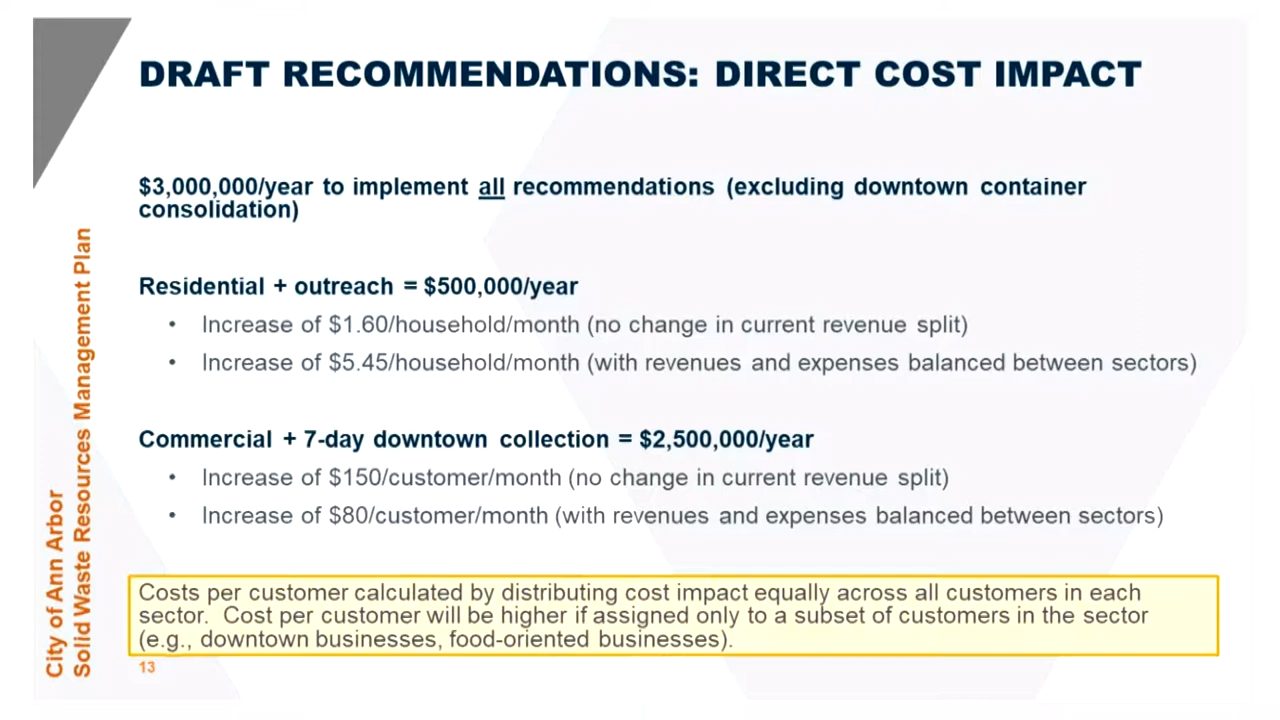 DRAFT RECOMMENDATIONS: DIRECT COST IMPACT
$3,000,000/year to implement all recommendations (excluding downtown container
consolidation)
Residential + outreach = $500,000/year
• Increase of $1.60/household/month (no change in current revenue split)
• Increase of $5.45/household/month (with revenues and expenses balanced between sectors)
Commercial + 7-day downtown collection = $2,500,000/year
• Increase of $150/customer/month (no change in current revenue split)
• Increase of $80/customer/month (with revenues and expenses balanced between sectors)
Costs per customer calculated by distributing cost impact equally across all customers in each
sector. Cost per customer will be higher if assigned only to a subset of customers in the sector
(e.g., downtown businesses, food-oriented businesses).
City of Ann Arbor
Solid Waste Resources Management Plan
13